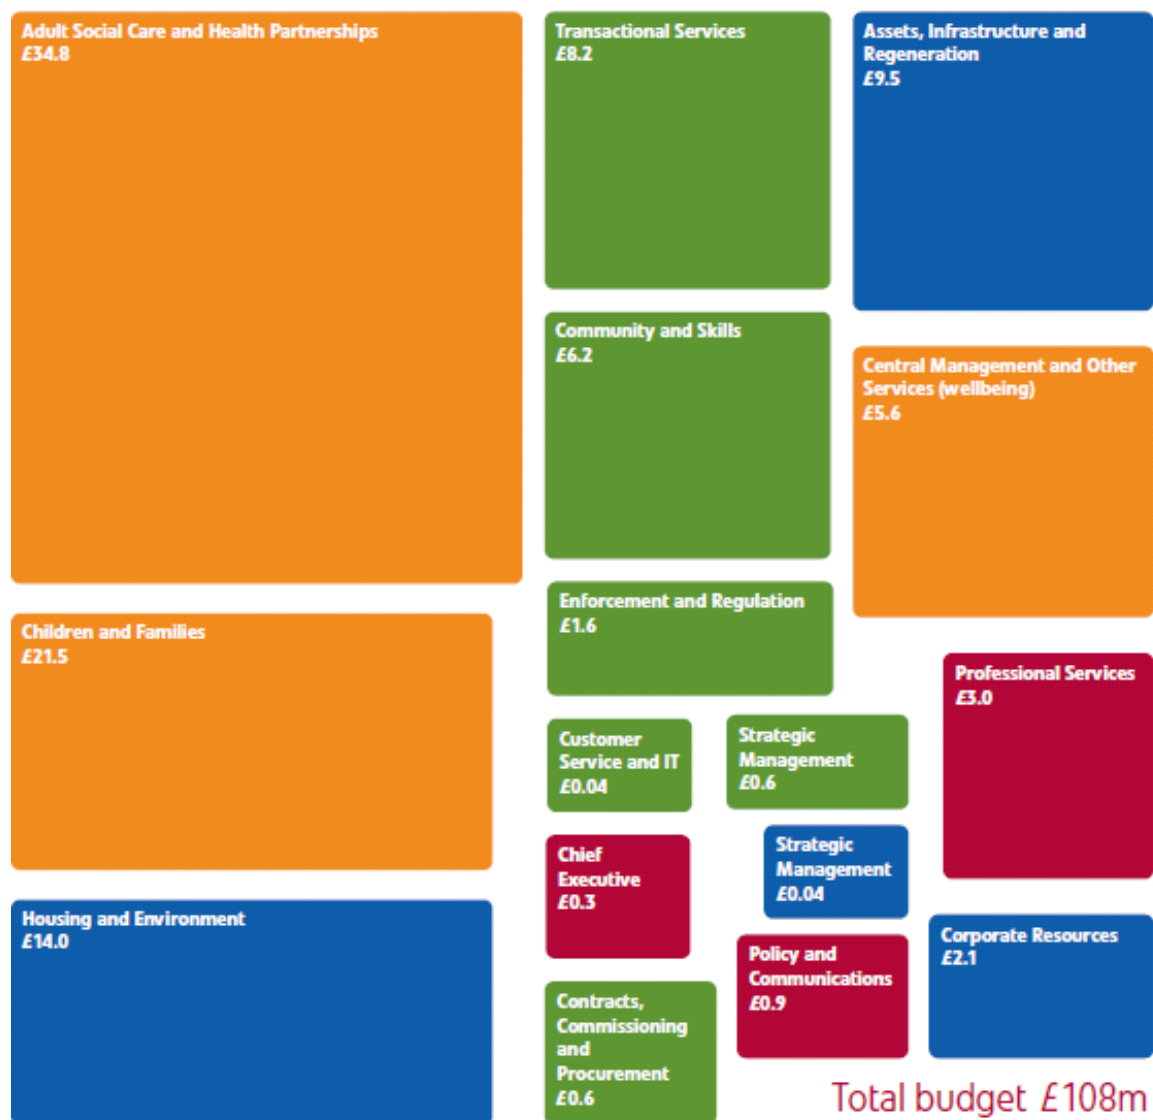 Adult Social Care and Health Partnerships
£34.8
Transactional Services
£8.2
Assets, Infrastructure and
Regeneration
£9.5
Community and Skills
£6.2
Central Management and Other
Services (wellbeing)
£5.6
Enforcement and Regulation
£1.6
Children and Families
£21.5
Professional Services
£3.0
Customer
Service and IT
£0.04
Strategic
Management
£0.6
Chief
Executive
£0.3
Strategic
Management
£0.04
Housing and Environment
£14.0
Corporate Resources
£2.1
Policy and
Communications
£0.9
Contracts,
Commissioning
and
Procurement
£0.6
Total budget £108m